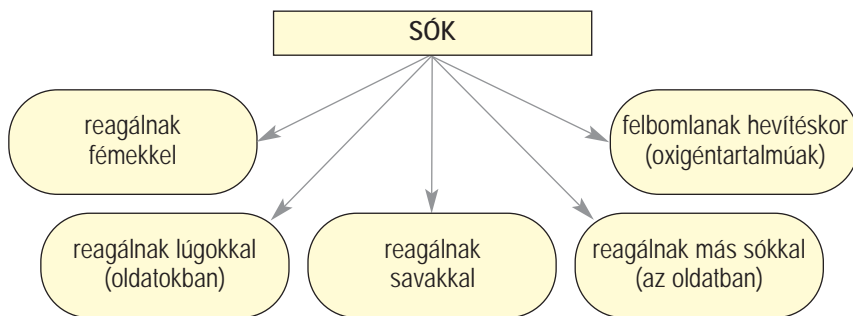 SÓK
reagálnak
fémekkel
felbomlanak hevítéskor
(oxigéntartalmúak)
reagálnak lúgokkal
(oldatokban)
reagálnak
savakkal
reagálnak más sókkal
(az oldatban)